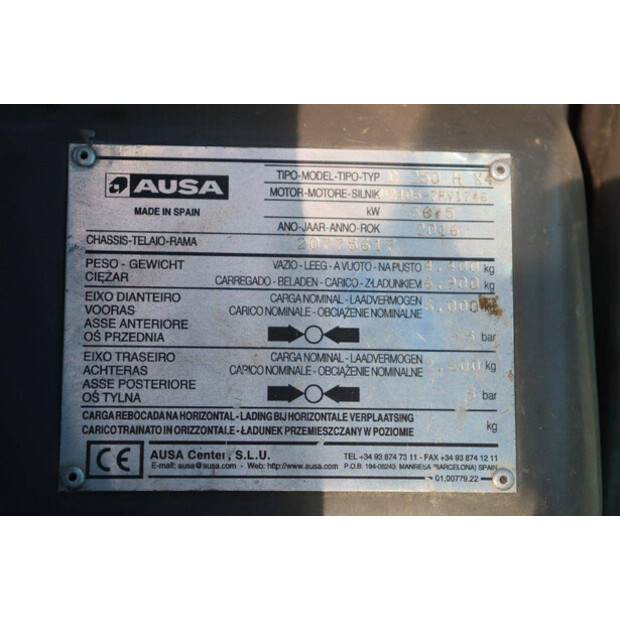 AUSA
MADE IN SPAIN
TIPO-MODEL-TIPO-TYP 50 H X4
MOTOR-MOTORE-SILNIK
kW
ANO-JAAR-ANNO-ROK 2016
CHASSIS-TELAIO-RAMA
PESO - GEWICHT
CIĘŻAR
VAZIO - LEEG - A VUOTO - NA PUSTO kg
CARREGADO - BELADEN - CARICO - Z ŁADUNKIEM kg
EIXO DIANTEIRO
VOORAS
ASSE ANTERIORE
OŚ PRZEDNIA
CARGA NOMINAL - LAADVERMOGEN
CARICO NOMINALE - OBCIĄŻENIE NOMINALNE
bar
EIXO TRASEIRO
ACHTERAS
ASSE POSTERIORE
OŚ TYLNA
CARGA NOMINAL - LAADVERMOGEN kg
CARICO NOMINALE - OBCIĄŻENIE NOMINALNE
bar
CARGA REBOCADA NA HORIZONTAL - LADING BIJ HORIZONTALE VERPLAATSING
CARICO TRAINATO IN ORIZZONTALE - ŁADUNEK PRZEMIESZCZANY W POZIOMIE kg
CE
AUSA Center, S.L.U.
E-mail: ausa@ausa.com - Web: http://www.ausa.com
TEL +34 93 874 73 11 - FAX +34 93 874 12 11
P.O.B. 194-08243 MANRESA (BARCELONA) SPAIN
01.00779.22